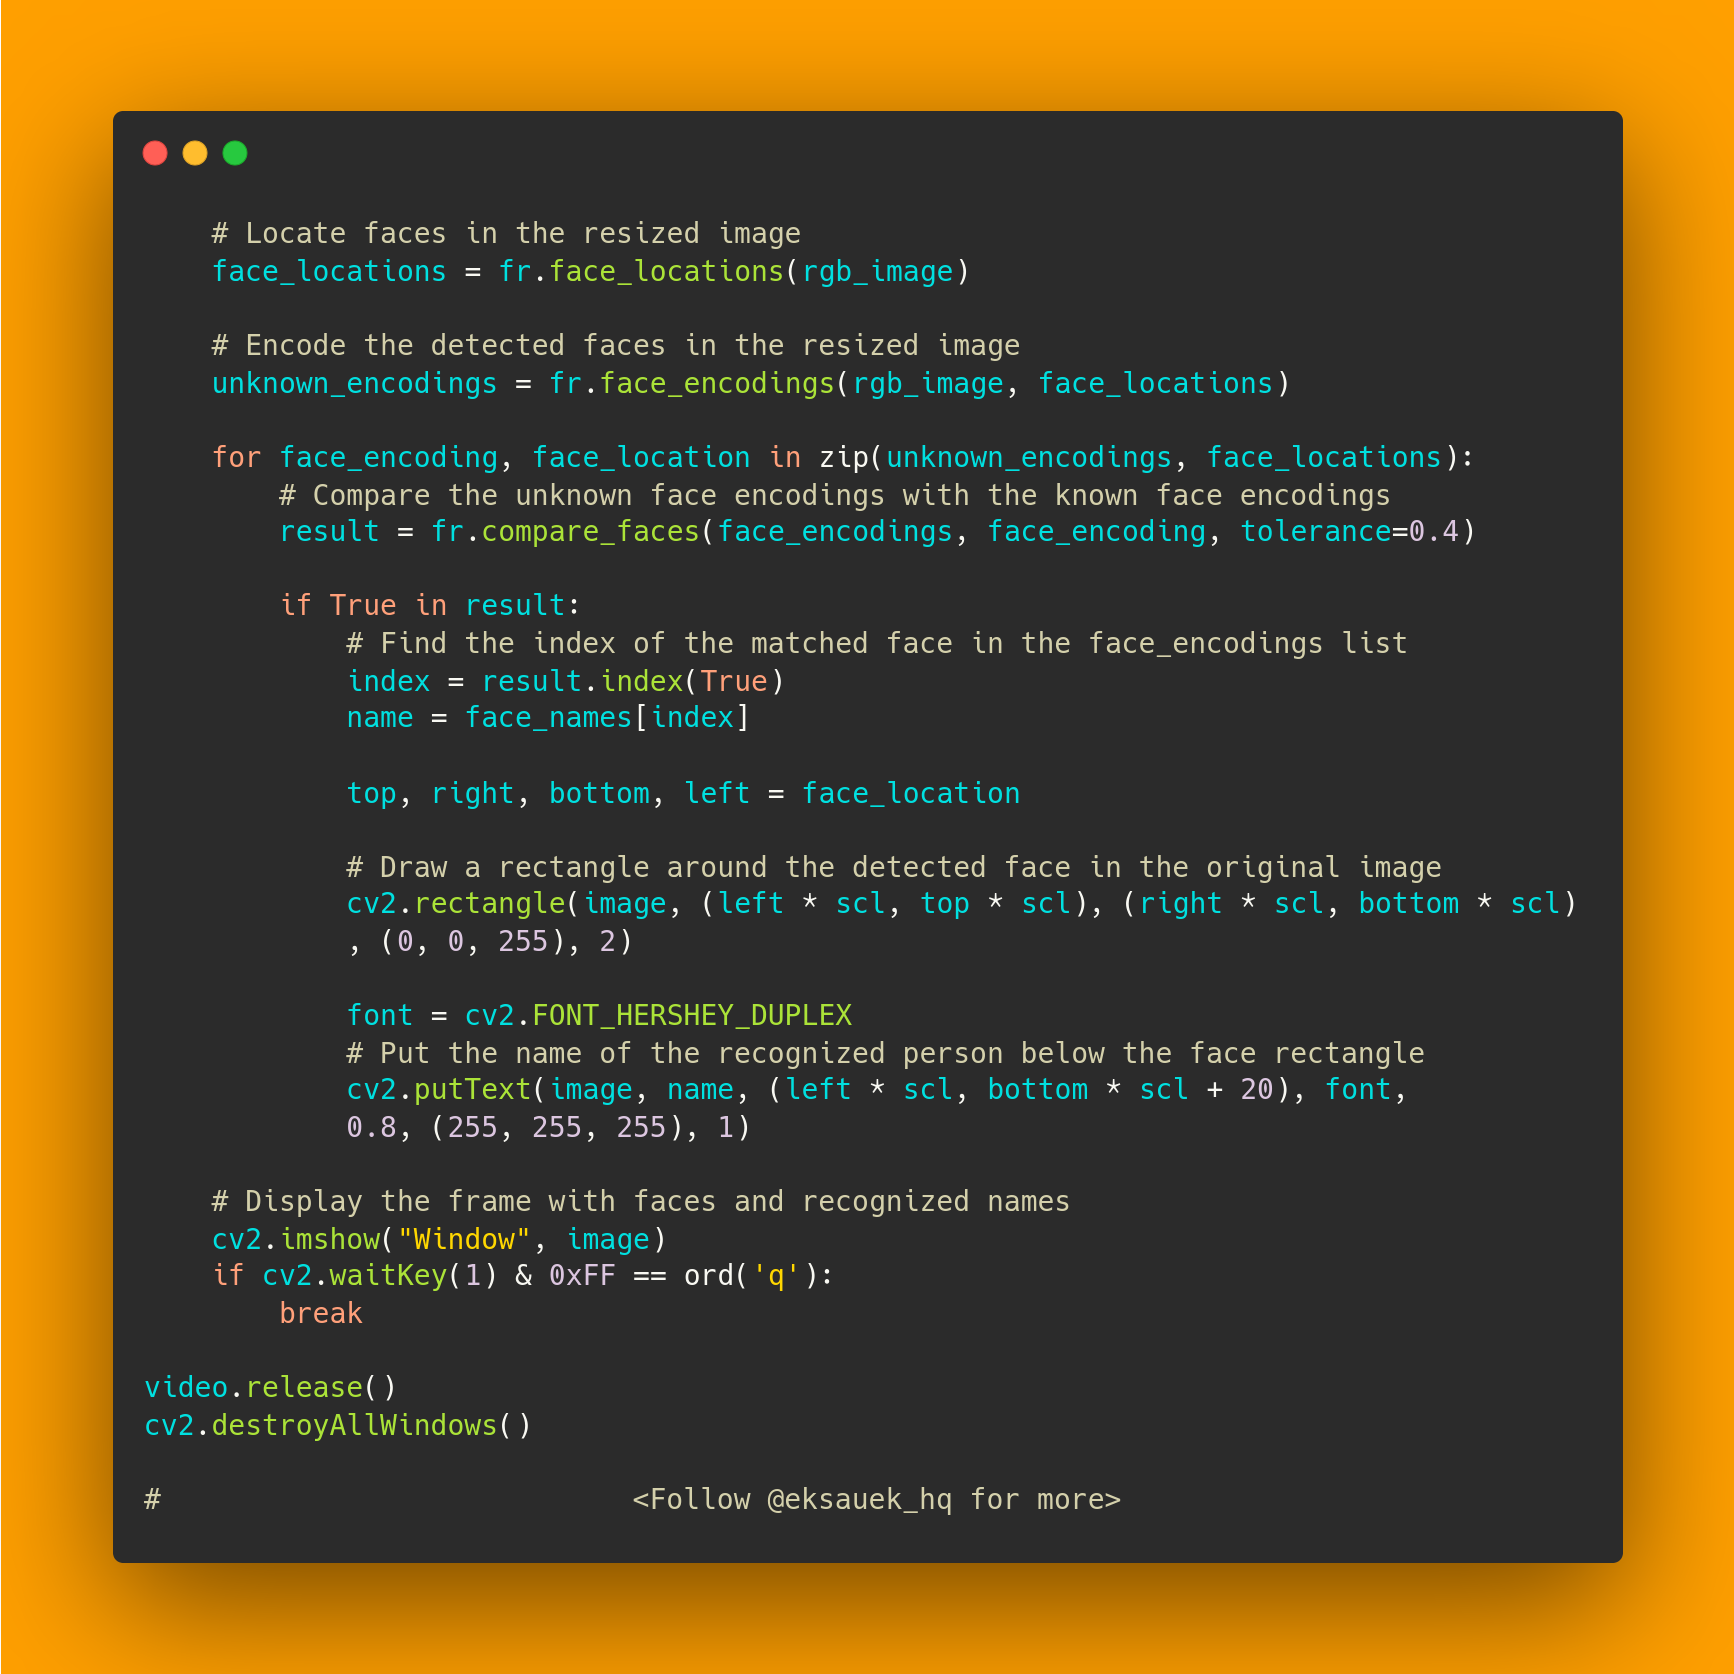 # Locate faces in the resized image
    face_locations = fr.face_locations(rgb_image)

    # Encode the detected faces in the resized image
    unknown_encodings = fr.face_encodings(rgb_image, face_locations)

    for face_encoding, face_location in zip(unknown_encodings, face_locations):
        # Compare the unknown face encodings with the known face encodings
        result = fr.compare_faces(face_encodings, face_encoding, tolerance=0.4)

        if True in result:
            # Find the index of the matched face in the face_encodings list
            index = result.index(True)
            name = face_names[index]

            top, right, bottom, left = face_location

            # Draw a rectangle around the detected face in the original image
            cv2.rectangle(image, (left * scl, top * scl), (right * scl, bottom * scl)
            , (0, 0, 255), 2)

            font = cv2.FONT_HERSHEY_DUPLEX
            # Put the name of the recognized person below the face rectangle
            cv2.putText(image, name, (left * scl, bottom * scl + 20), font,
            0.8, (255, 255, 255), 1)

    # Display the frame with faces and recognized names
    cv2.imshow("Window", image)
    if cv2.waitKey(1) & 0xFF == ord('q'):
        break

video.release()
cv2.destroyAllWindows()

#                            <Follow @eksauek_hq for more>